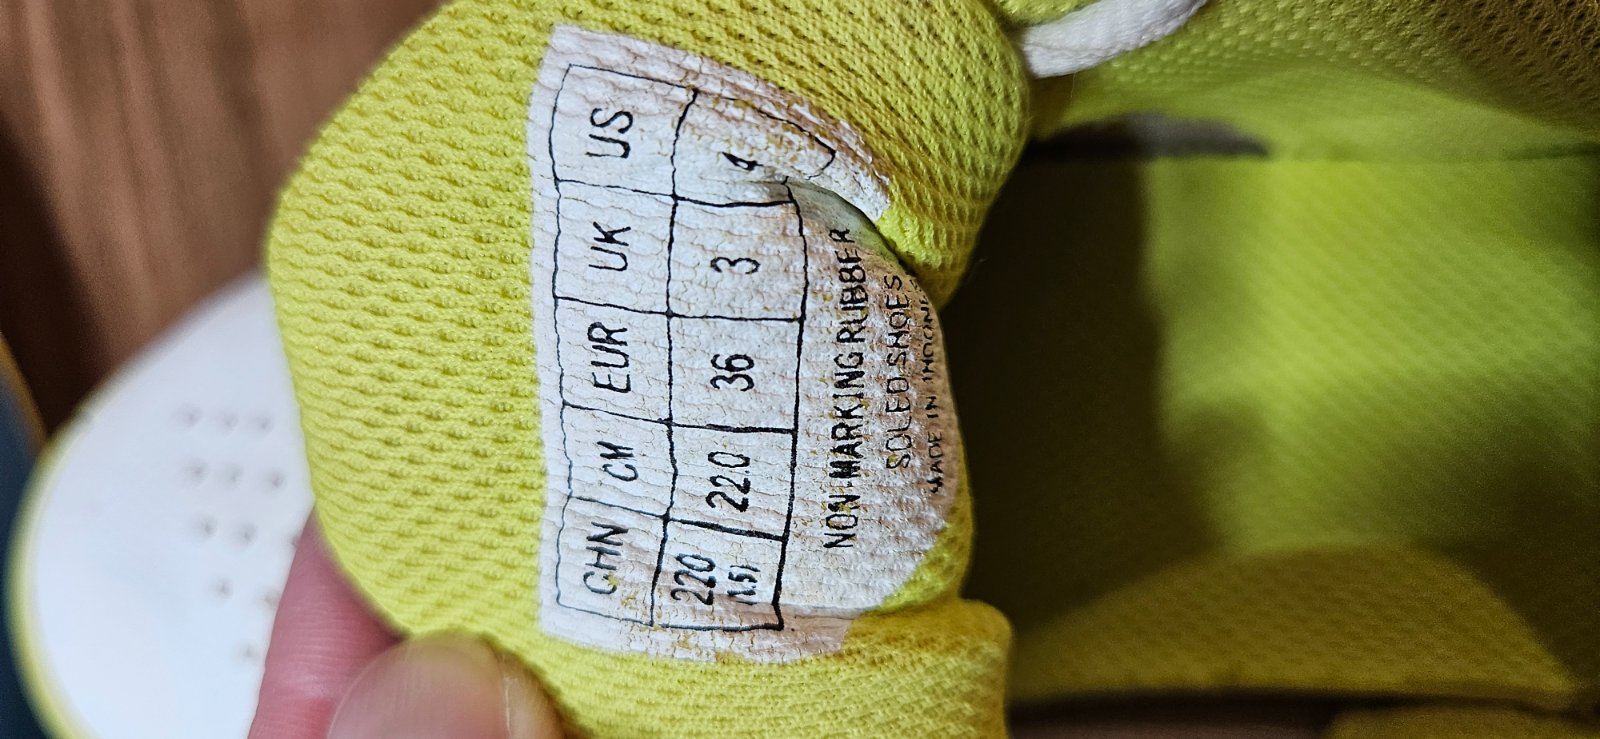 US UK EUR CM CHN
4 3 36 22.0 220
(1.5)
NON-MARKING RUBBER
SOLED SHOES
MADE IN